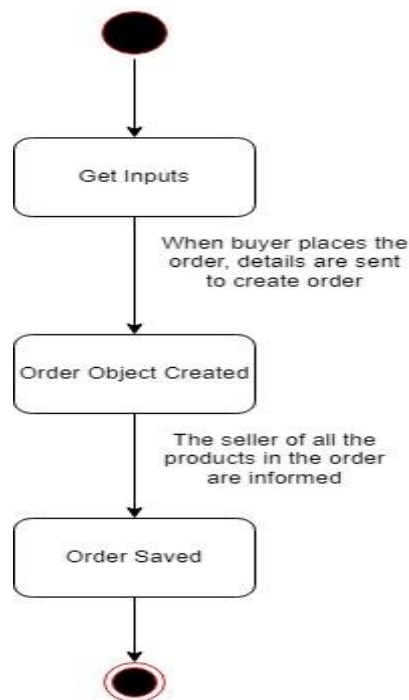 Get Inputs
When buyer places the
order, details are sent
to create order
Order Object Created
The seller of all the
products in the order
are informed
Order Saved